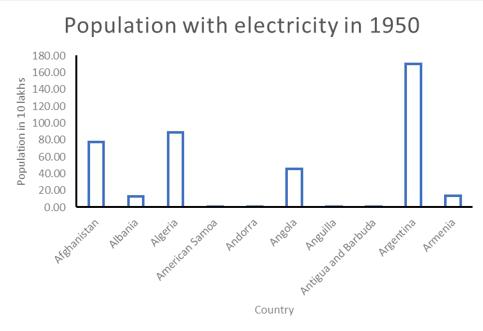 Population with electricity in 1950
Population in 10 lakhs
180.00
160.00
140.00
120.00
100.00
80.00
60.00
40.00
20.00
0.00
Afghanistan
Albania
Algeria
American Samoa
Andorra
Angola
Anguilla
Antigua and Barbuda
Argentina
Armenia
Country